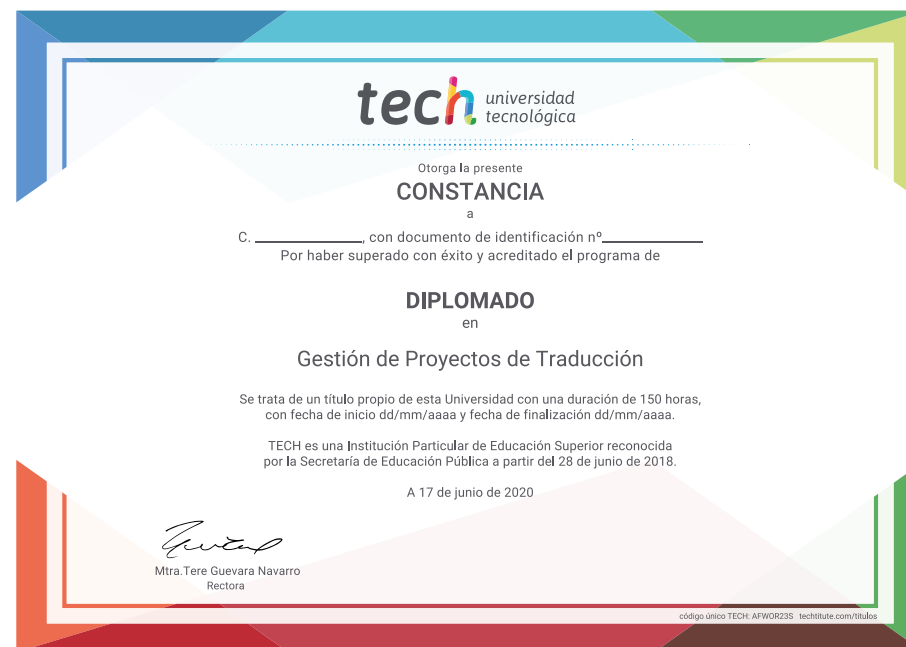 tech universidad
tecnológica
Otorga la presente
CONSTANCIA
a
C. ______________, con documento de identificación nº_____________
Por haber superado con éxito y acreditado el programa de
DIPLOMADO
en
Gestión de Proyectos de Traducción
Se trata de un título propio de esta Universidad con una duración de 150 horas,
con fecha de inicio dd/mm/aaaa y fecha de finalización dd/mm/aaaa.
TECH es una Institución Particular de Educación Superior reconocida
por la Secretaría de Educación Pública a partir del 28 de junio de 2018.
A 17 de junio de 2020
Mtra.Tere Guevara Navarro
Rectora
código único TECH: AFWOR23S techtitute.com/titulos